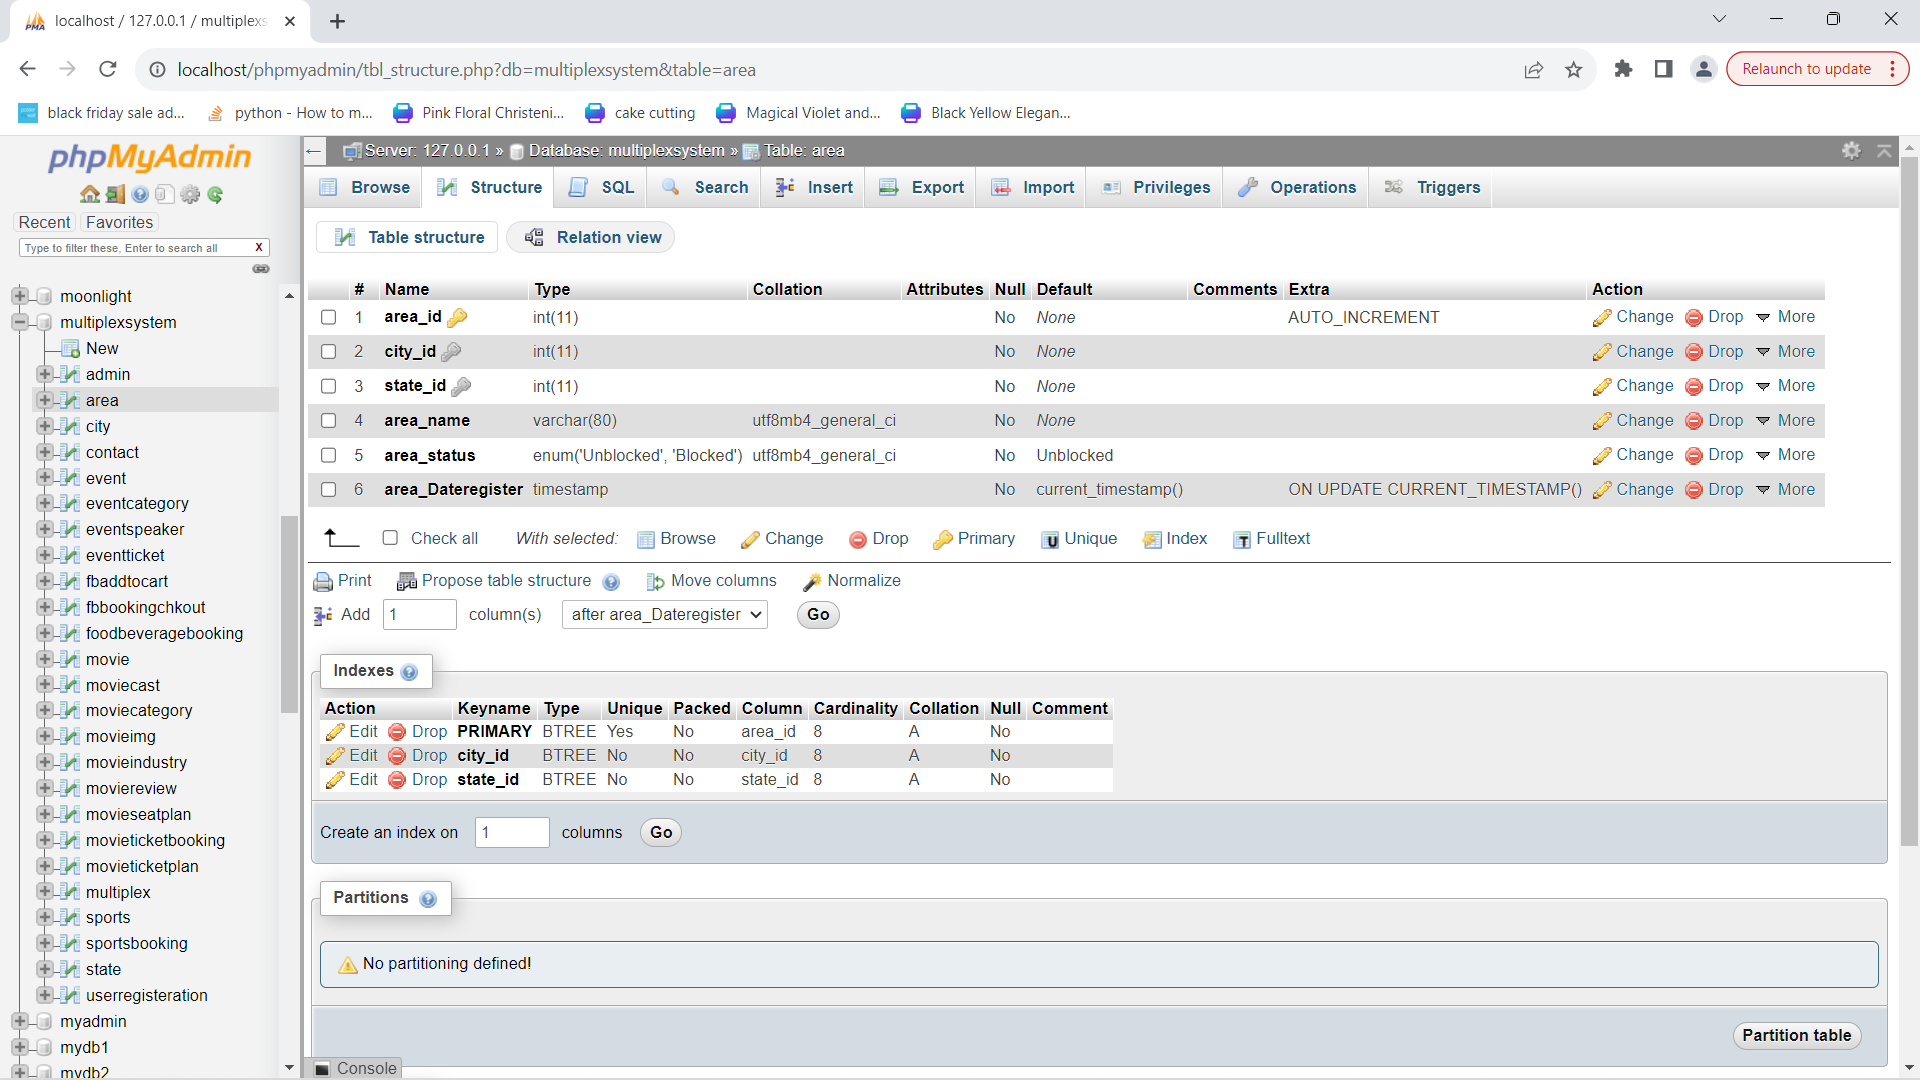 localhost / 127.0.0.1 / multiplexs
localhost/phpmyadmin/tbl_structure.php?db=multiplexsystem&table=area
Relaunch to update
black friday sale ad...
python - How to m...
Pink Floral Christeni...
cake cutting
Magical Violet and...
Black Yellow Elegan...
phpMyAdmin
Recent Favorites
Type to filter these, Enter to search all X
moonlight
multiplexsystem
New
admin
area
city
contact
event
eventcategory
eventspeaker
eventticket
fbaddtocart
fbbookingchkout
foodbeveragebooking
movie
moviecast
moviecategory
movieimg
movieindustry
moviereview
movieseatplan
movieticketbooking
movieticketplan
multiplex
sports
sportsbooking
state
userregisteration
myadmin
mydb1
mydb2
Server: 127.0.0.1 » Database: multiplexsystem » Table: area
Browse Structure SQL Search Insert Export Import Privileges Operations Triggers
Table structure Relation view
# Name Type Collation Attributes Null Default Comments Extra Action
1 area_id int(11) No None AUTO_INCREMENT Change Drop More
2 city_id int(11) No None Change Drop More
3 state_id int(11) No None Change Drop More
4 area_name varchar(80) utf8mb4_general_ci No None Change Drop More
5 area_status enum('Unblocked', 'Blocked') utf8mb4_general_ci No Unblocked Change Drop More
6 area_Dateregister timestamp No current_timestamp() ON UPDATE CURRENT_TIMESTAMP() Change Drop More
Check all With selected: Browse Change Drop Primary Unique Index Fulltext
Print Propose table structure Move columns Normalize
Add 1 column(s) after area_Dateregister Go
Indexes
Action Keyname Type Unique Packed Column Cardinality Collation Null Comment
Edit Drop PRIMARY BTREE Yes No area_id 8 A No
Edit Drop city_id BTREE No No city_id 8 A No
Edit Drop state_id BTREE No No state_id 8 A No
Create an index on 1 columns Go
Partitions
No partitioning defined!
Partition table
Console